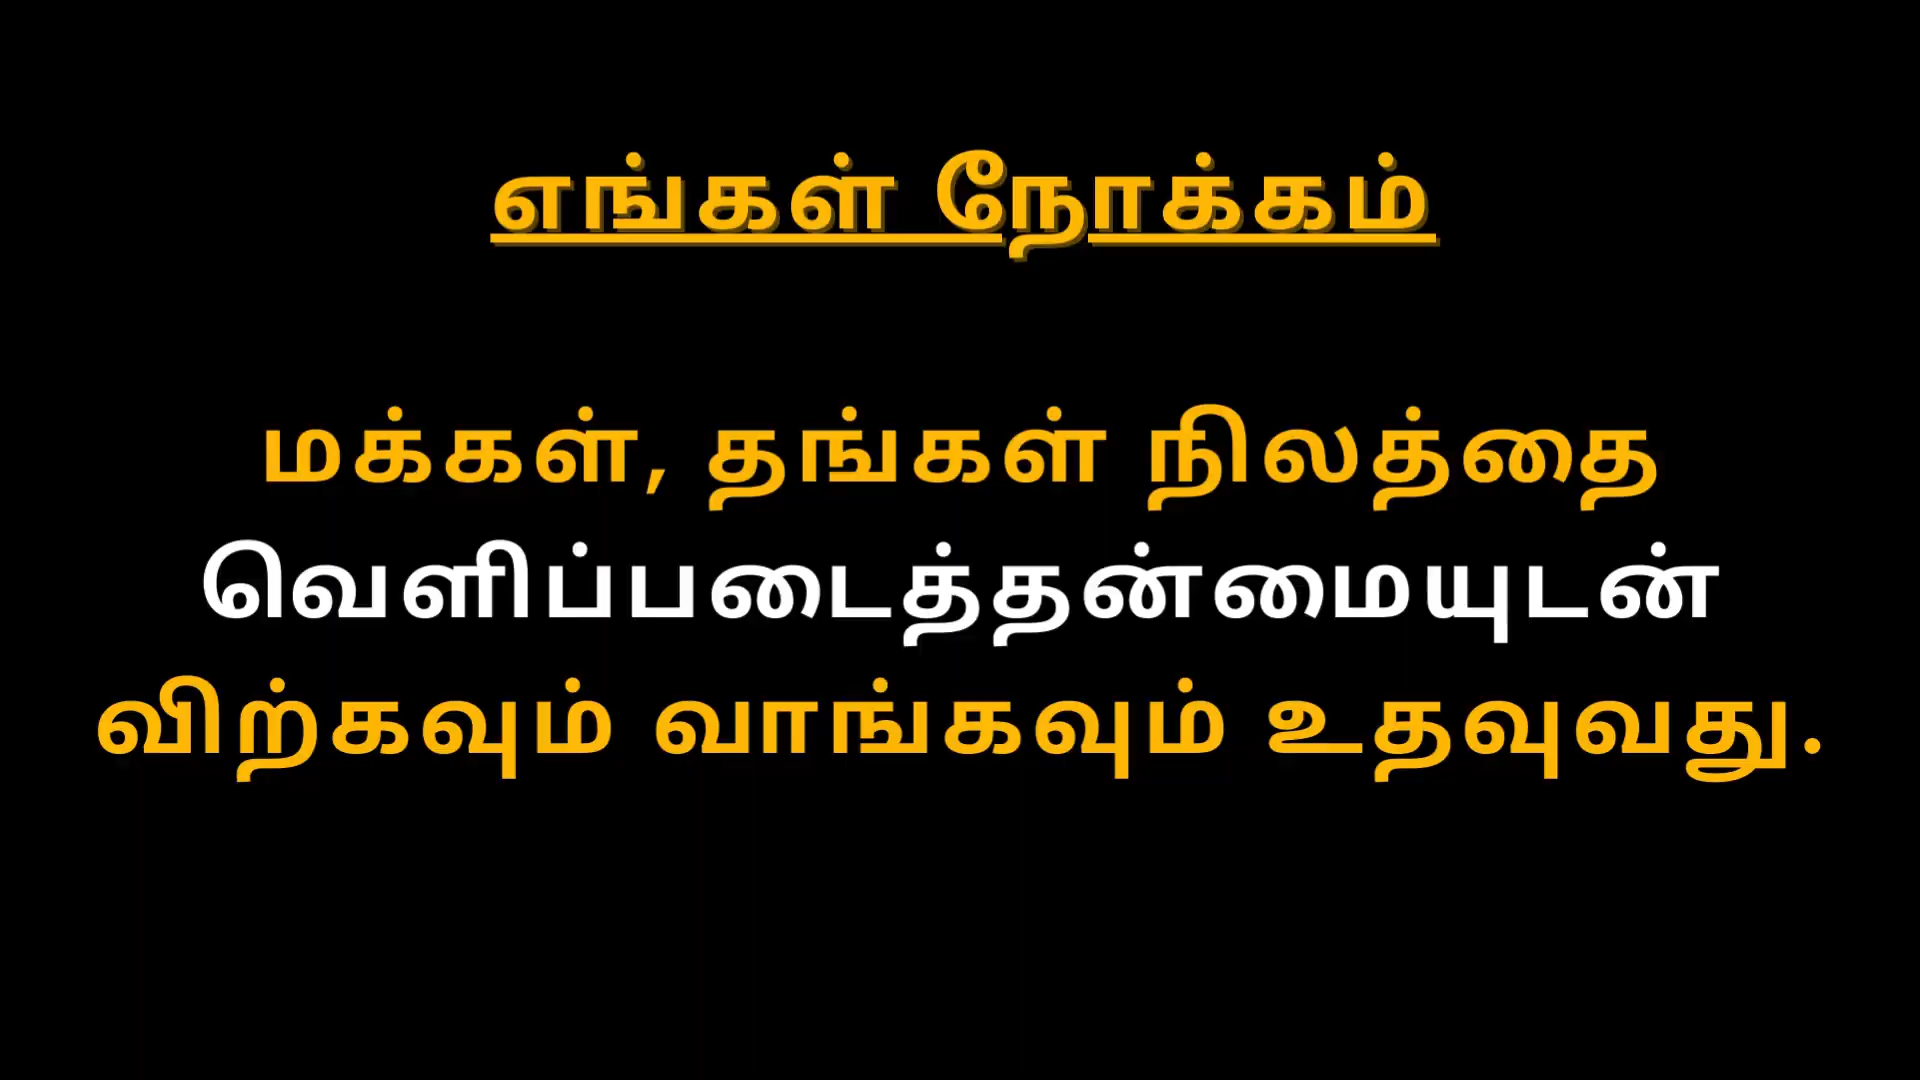 எங்கள் நோக்கம்
மக்கள், தங்கள் நிலத்தை
வெளிப்படைத்தன்மையுடன்
விற்கவும் வாங்கவும் உதவுவது.